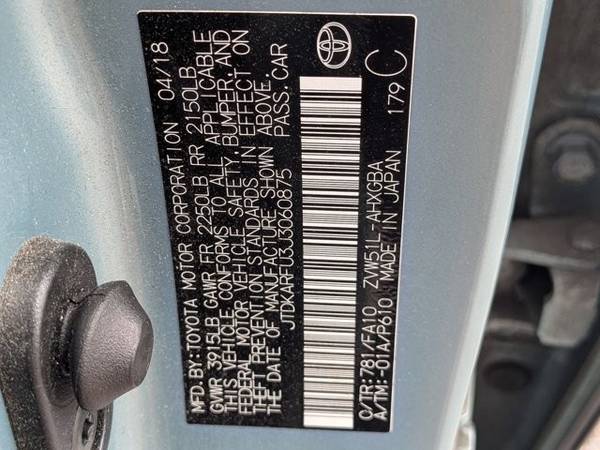 MFD.BY:TOYOTA MOTOR CORPORATION 04/18
GVWR 3915LB GAWR FR 2250LB RR 2150LB
THIS VEHICLE CONFORMS TO ALL APPLICABLE
FEDERAL MOTOR VEHICLE SAFETY, BUMPER, AND
THEFT PREVENTION STANDARDS IN EFFECT ON
THE DATE OF MANUFACTURE SHOWN ABOVE.
JTDKARFU3J3060875 PASS.CAR
C/TR:781/FA10 ZVW51L-AHXGBA
A/TM:-01A/P610 MADE IN JAPAN 179 C